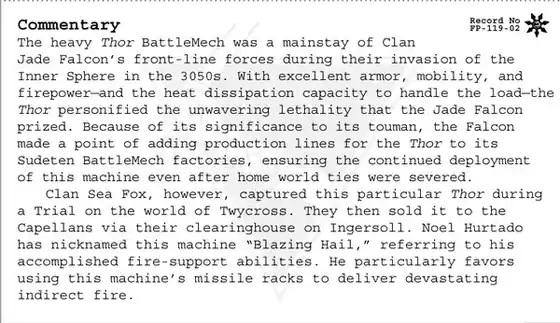 Commentary
Record No
FP-119-02
The heavy Thor BattleMech was a mainstay of Clan
Jade Falcon’s front-line forces during their invasion of the
Inner Sphere in the 3050s. With excellent armor, mobility, and
firepower—and the heat dissipation capacity to handle the load—the
Thor personified the unwavering lethality that the Jade Falcon
prized. Because of its significance to its touman, the Falcon
made a point of adding production lines for the Thor to its
Sudeten BattleMech factories, ensuring the continued deployment
of this machine even after home world ties were severed.
Clan Sea Fox, however, captured this particular Thor during
a Trial on the world of Twycross. They then sold it to the
Capellans via their clearinghouse on Ingersoll. Noel Hurtado
has nicknamed this machine “Blazing Hail,” referring to his
accomplished fire-support abilities. He particularly favors
using this machine’s missile racks to deliver devastating
indirect fire.